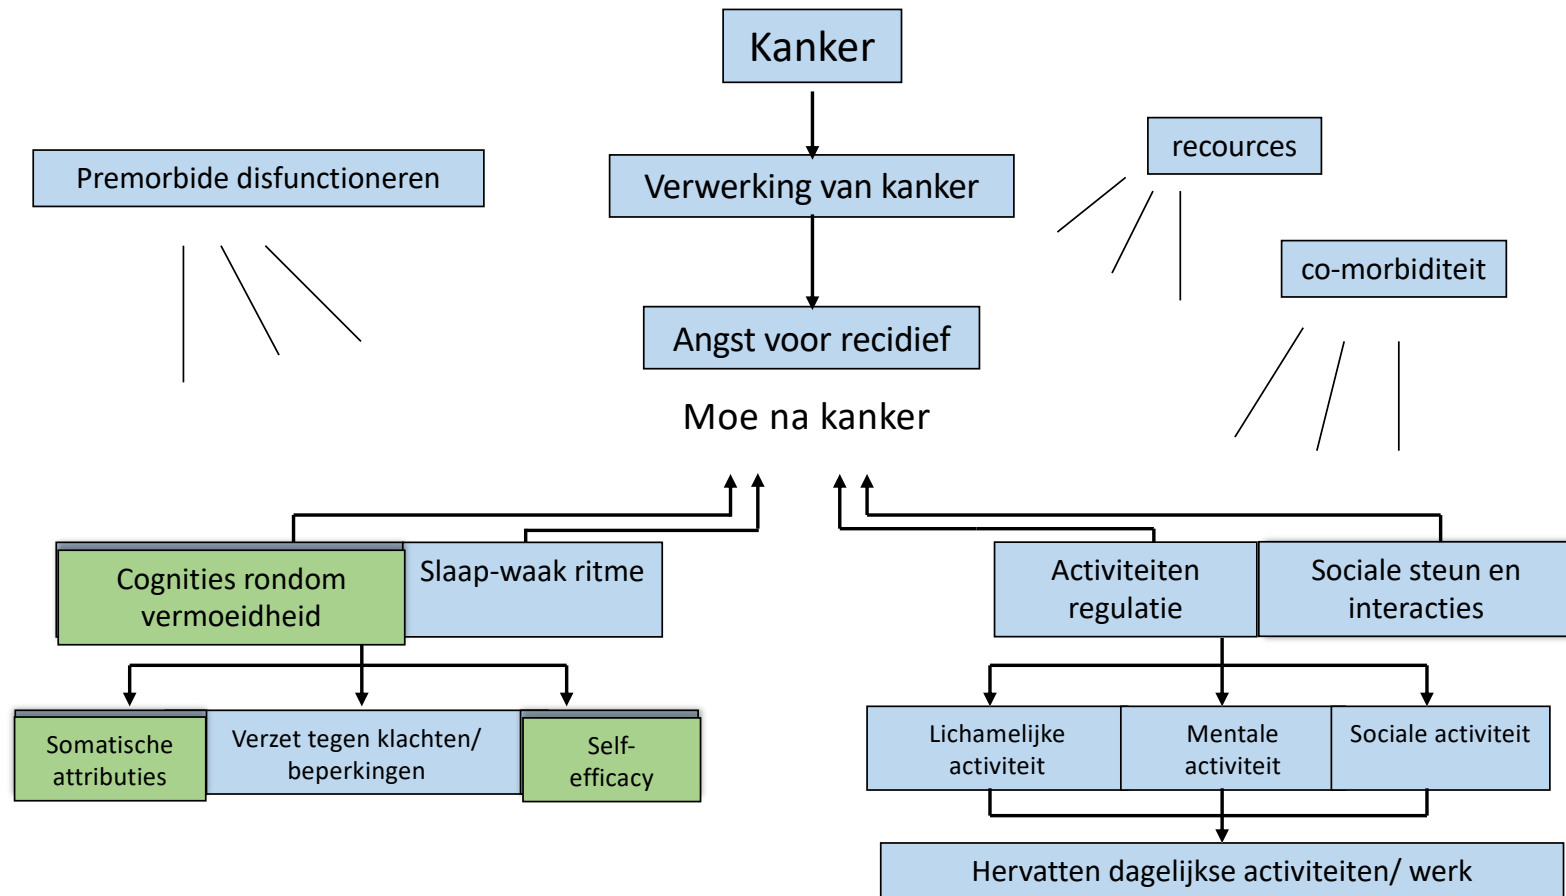 Kanker
recources
Premorbide disfunctioneren
Verwerking van kanker
co-morbiditeit
Angst voor recidief
Moe na kanker
Cognities rondom
vermoeidheid
Slaap-waak ritme
Activiteiten
regulatie
Sociale steun en
interacties
Somatische
attributies
Verzet tegen klachten/
beperkingen
Self-
efficacy
Lichamelijke
activiteit
Mentale
activiteit
Sociale activiteit
Hervatten dagelijkse activiteiten/ werk